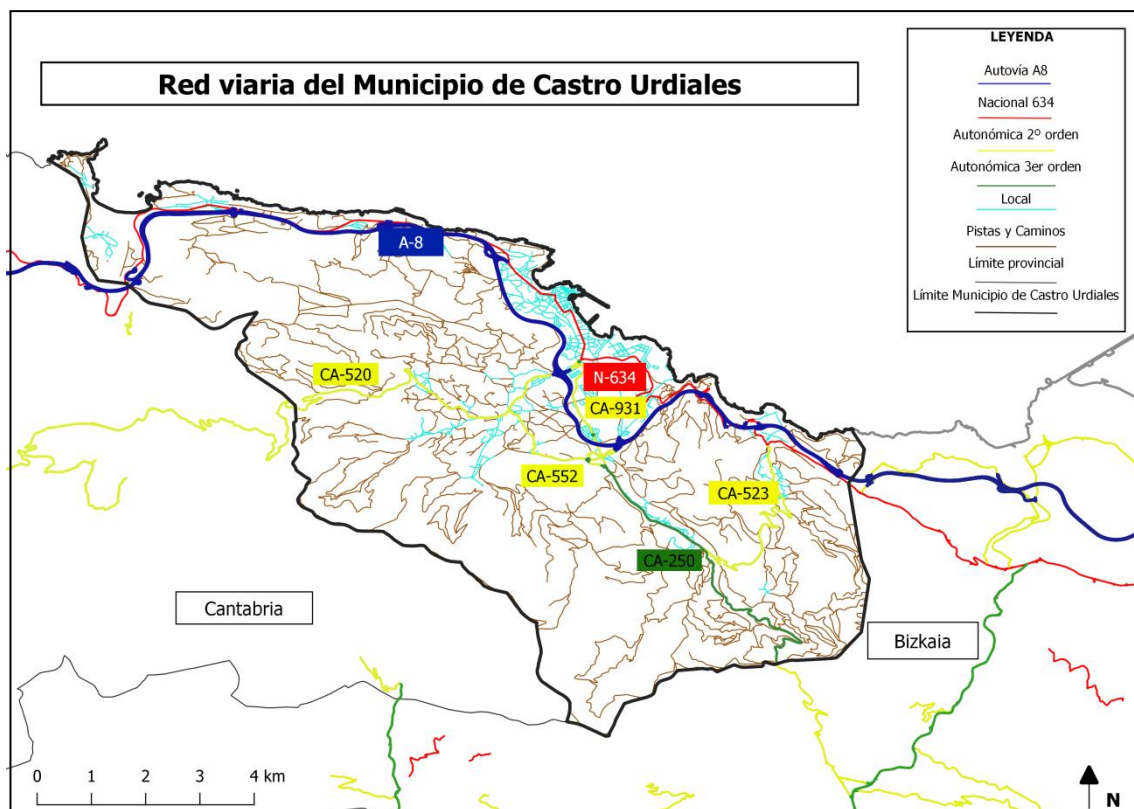 Red viaria del Municipio de Castro Urdiales
LEYENDA
Autovía A8
Nacional 634
Autonómica 2º orden
Autonómica 3er orden
Local
Pistas y Caminos
Límite provincial
Límite Municipio de Castro Urdiales
A-8
CA-520
N-634
CA-931
CA-552
CA-523
CA-250
Cantabria
Bizkaia
0 1 2 3 4 km
N